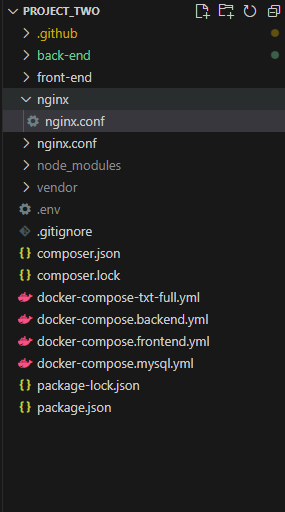 PROJECT_TWO
.github
back-end
front-end
nginx
nginx.conf
nginx.conf
node_modules
vendor
.env
.gitignore
composer.json
composer.lock
docker-compose-txt-full.yml
docker-compose.backend.yml
docker-compose.frontend.yml
docker-compose.mysql.yml
package-lock.json
package.json